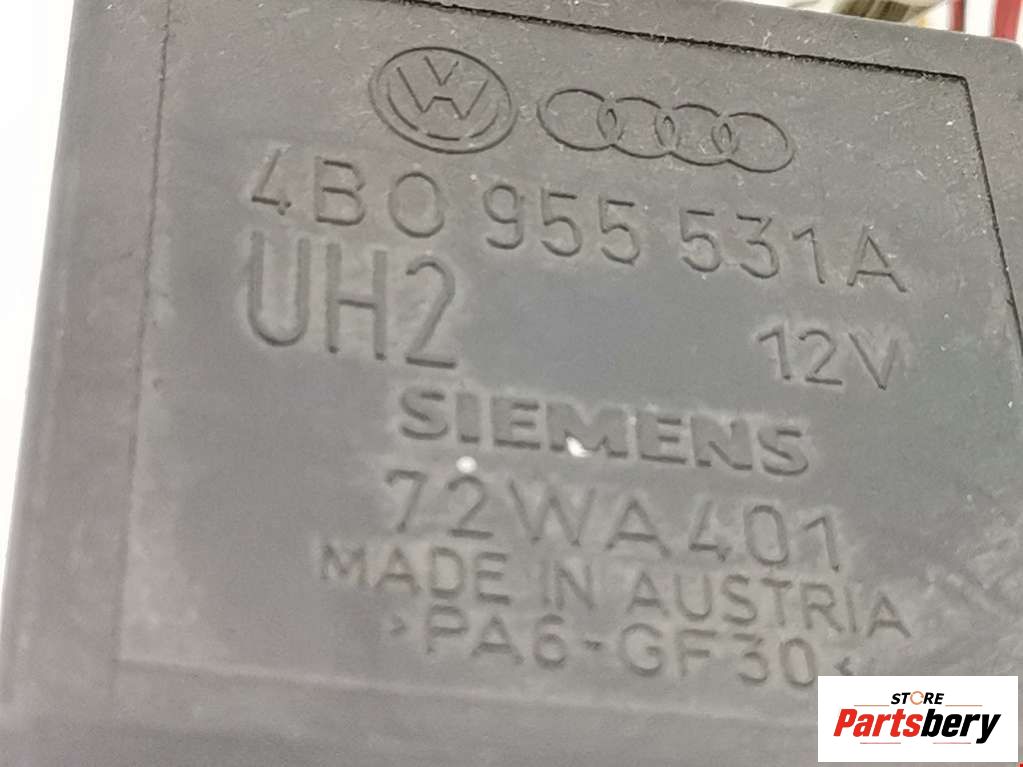 4B0 955 531A
UH2 12V
SIEMENS
72WA401
MADE IN AUSTRIA
>PA6-GF30<
STORE
Partsbery